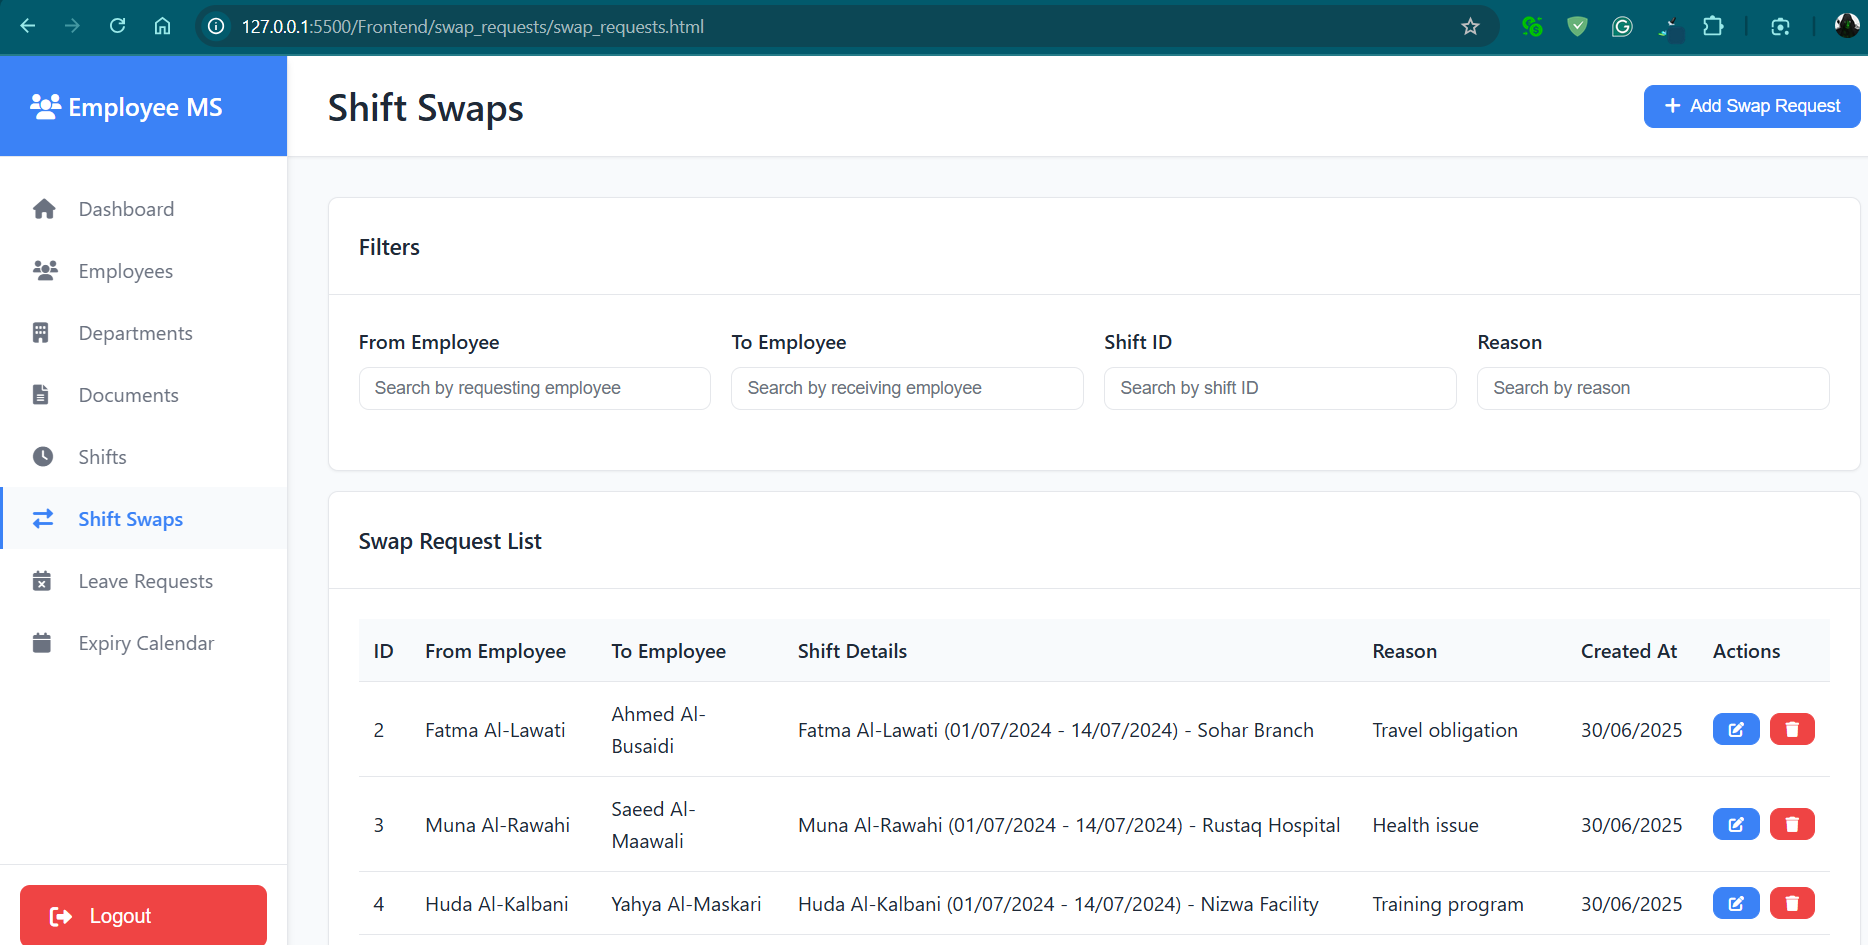 127.0.0.1:5500/Frontend/swap_requests/swap_requests.html
Employee MS
Shift Swaps
+ Add Swap Request
Dashboard
Employees
Departments
Documents
Shifts
Shift Swaps
Leave Requests
Expiry Calendar
Logout
Filters
From Employee To Employee Shift ID Reason
Search by requesting employee Search by receiving employee Search by shift ID Search by reason
Swap Request List
ID From Employee To Employee Shift Details Reason Created At Actions
2 Fatma Al-Lawati Ahmed Al-
Busaidi Fatma Al-Lawati (01/07/2024 - 14/07/2024) - Sohar Branch Travel obligation 30/06/2025
3 Muna Al-Rawahi Saeed Al-
Maawali Muna Al-Rawahi (01/07/2024 - 14/07/2024) - Rustaq Hospital Health issue 30/06/2025
4 Huda Al-Kalbani Yahya Al-Maskari Huda Al-Kalbani (01/07/2024 - 14/07/2024) - Nizwa Facility Training program 30/06/2025